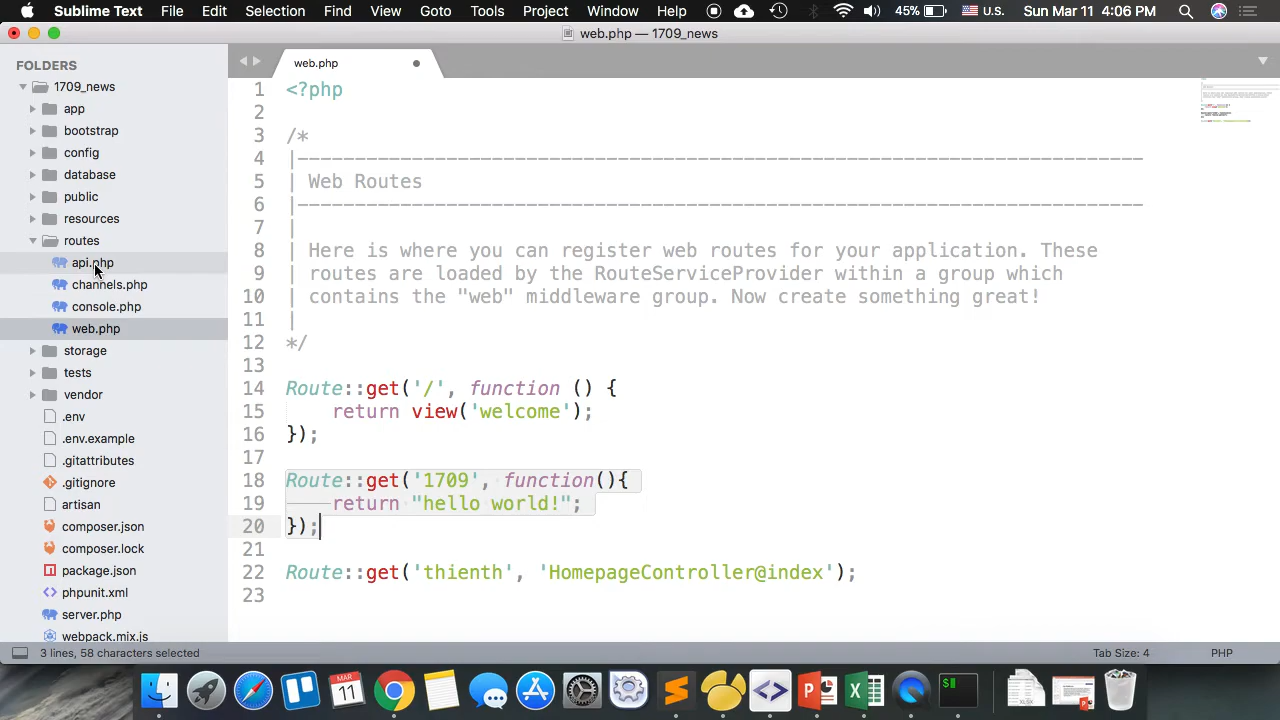 Sublime Text File Edit Selection Find View Goto Tools Project Window Help 45% U.S. Sun Mar 11 4:06 PM
web.php — 1709_news
FOLDERS
1709_news
app
bootstrap
config
database
public
resources
routes
api.php
channels.php
console.php
web.php
storage
tests
vendor
.env
.env.example
.gitattributes
.gitignore
artisan
composer.json
composer.lock
package.json
phpunit.xml
server.php
webpack.mix.js
web.php
1 <?php
2
3 /*
4 |--------------------------------------------------------------------------
5 | Web Routes
6 |--------------------------------------------------------------------------
7 |
8 | Here is where you can register web routes for your application. These
9 | routes are loaded by the RouteServiceProvider within a group which
10 | contains the "web" middleware group. Now create something great!
11 |
12 */
13
14 Route::get('/', function () {
15     return view('welcome');
16 });
17
18 Route::get('1709', function(){
19     return "hello world!";
20 });
21
22 Route::get('thienth', 'HomepageController@index');
23
3 lines, 58 characters selected Tab Size: 4 PHP
MAR
11
XLSX